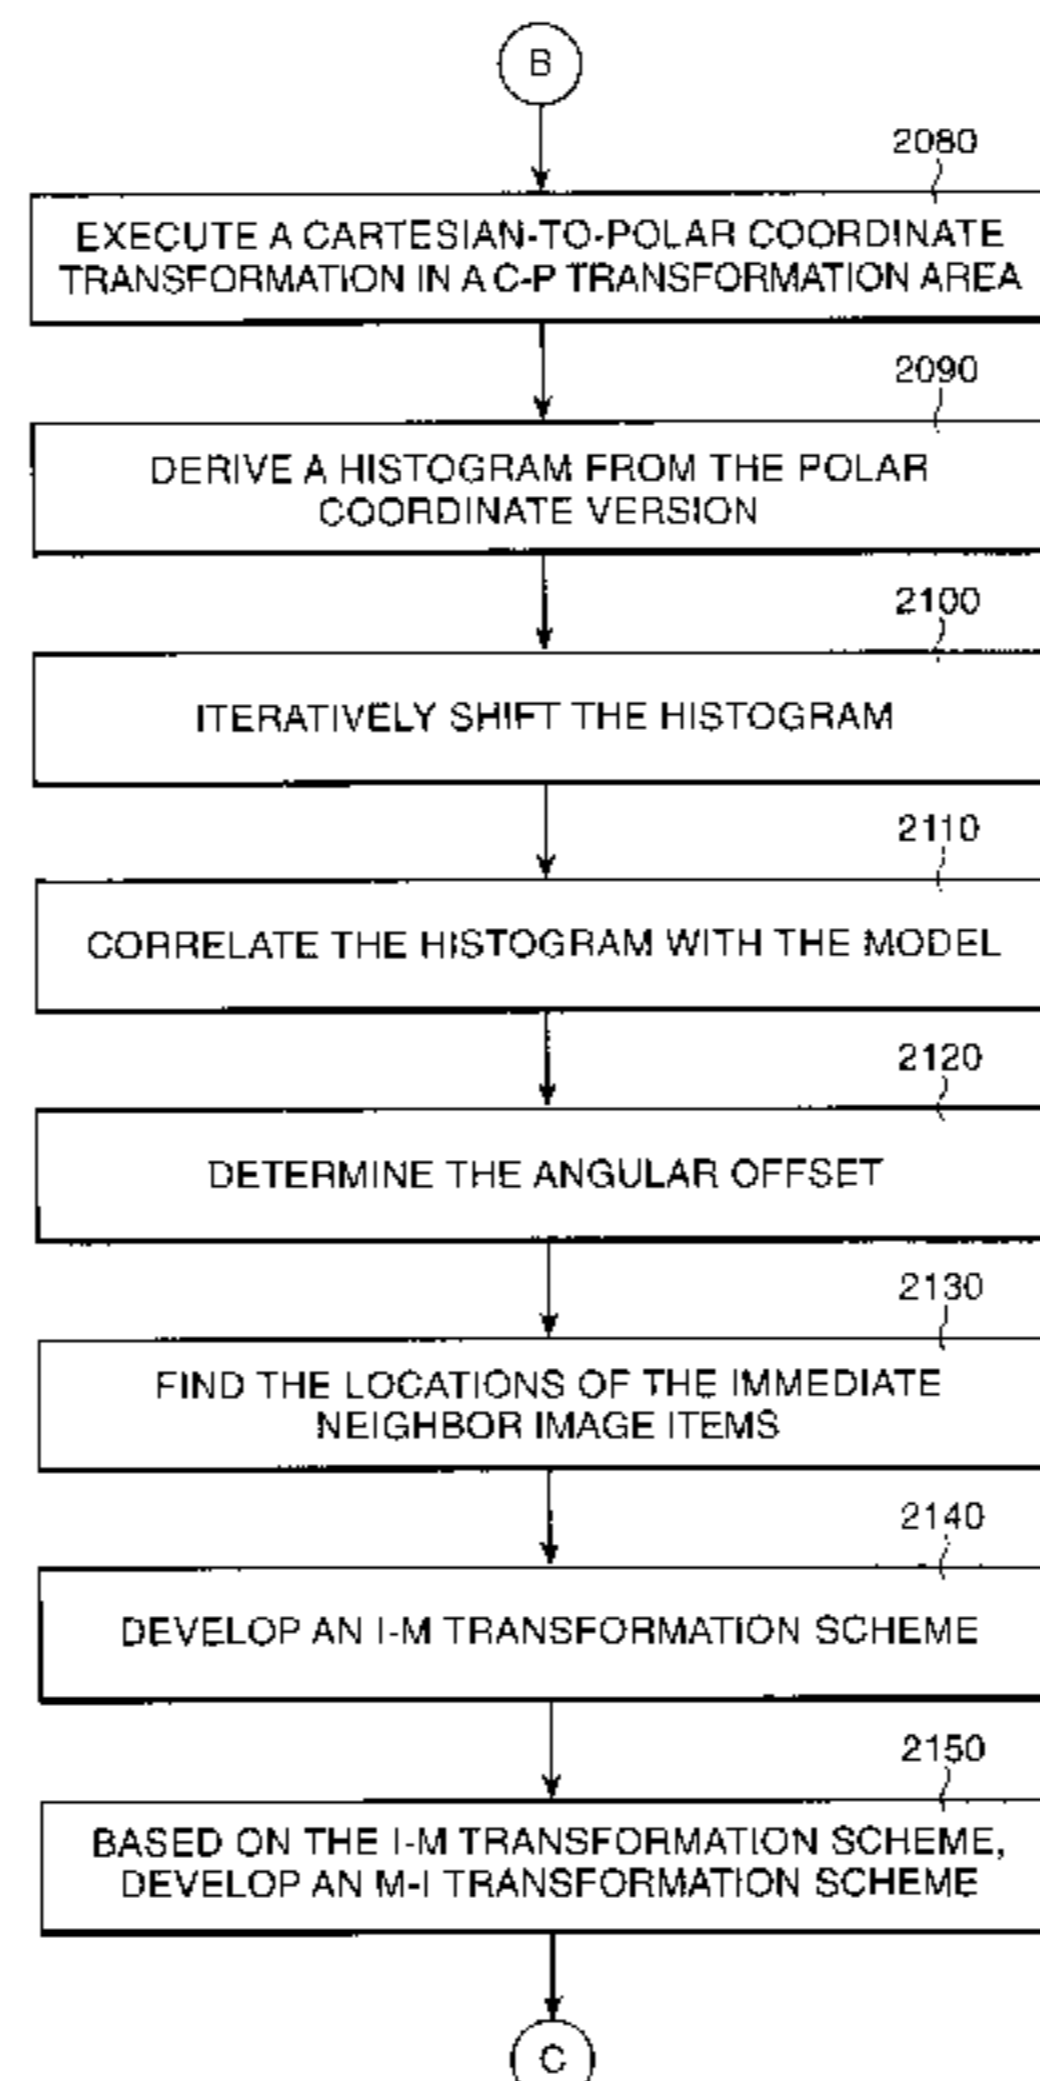 B
2080
EXECUTE A CARTESIAN-TO-POLAR COORDINATE
TRANSFORMATION IN A C-P TRANSFORMATION AREA
2090
DERIVE A HISTOGRAM FROM THE POLAR
COORDINATE VERSION
2100
ITERATIVELY SHIFT THE HISTOGRAM
2110
CORRELATE THE HISTOGRAM WITH THE MODEL
2120
DETERMINE THE ANGULAR OFFSET
2130
FIND THE LOCATIONS OF THE IMMEDIATE
NEIGHBOR IMAGE ITEMS
2140
DEVELOP AN I-M TRANSFORMATION SCHEME
2150
BASED ON THE I-M TRANSFORMATION SCHEME,
DEVELOP AN M-I TRANSFORMATION SCHEME
C